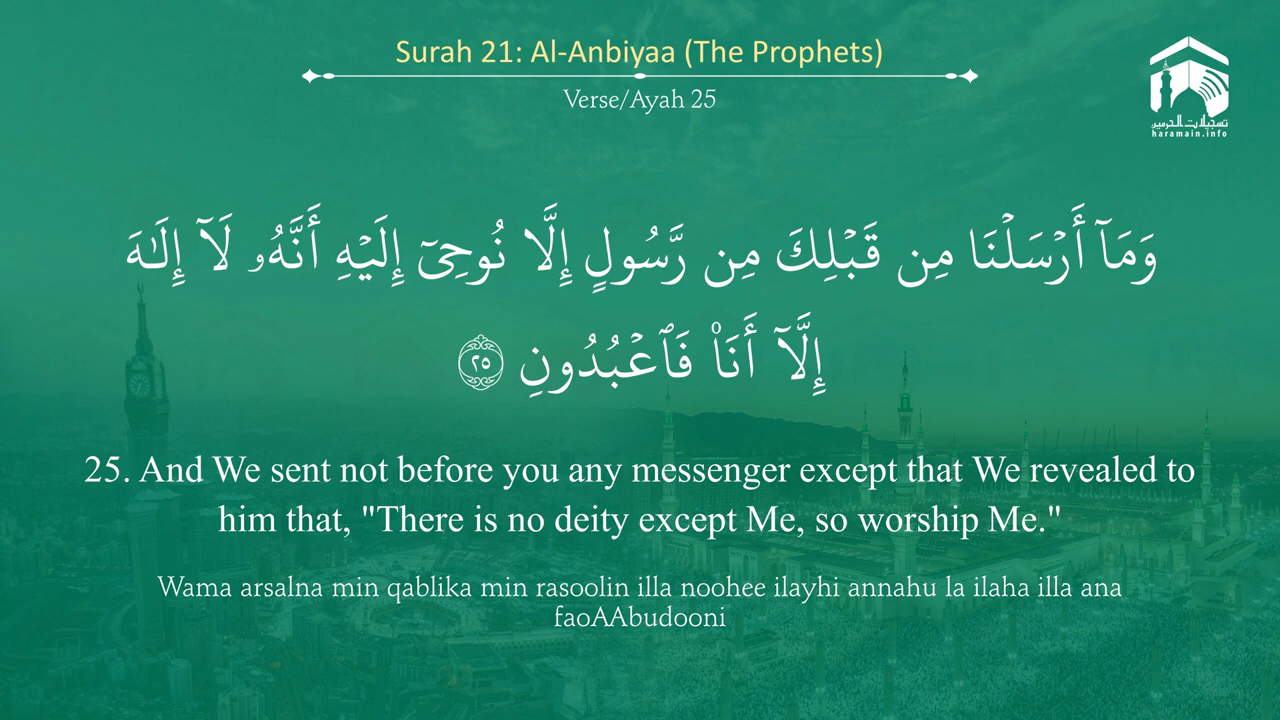 Surah 21: Al-Anbiyaa (The Prophets)
Verse/Ayah 25
تسجيلات الحرمين
haramain.info
وَمَآ أَرْسَلْنَا مِن قَبْلِكَ مِن رَّسُولٍ إِلَّا نُوحِىٓ إِلَيْهِ أَنَّهُۥ لَآ إِلَـٰهَ
إِلَّآ أَنَا۠ فَٱعْبُدُونِ ٢٥
25. And We sent not before you any messenger except that We revealed to
him that, "There is no deity except Me, so worship Me."
Wama arsalna min qablika min rasoolin illa noohee ilayhi annahu la ilaha illa ana
faoAAbudooni